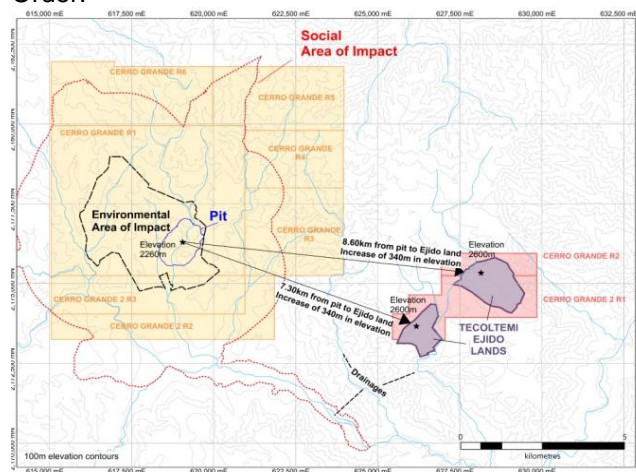 Order.
615,000 mE 617,500 mE 620,000 mE 622,500 mE 625,000 mE 627,500 mE 630,000 mE 632,500 mE
Social
Area of Impact
CERRO GRANDE R6
CERRO GRANDE R5
CERRO GRANDE R1
CERRO GRANDE
R4
Environmental
Area of Impact
Pit
CERRO GRANDE
R3
Elevation
2260m
8.60km from pit to Ejido land
Increase of 340m in elevation
Elevation
2600m
CERRO GRANDE R2
7.30km from pit to Ejido land
Increase of 340m in elevation
Elevation
2600m
CERRO GRANDE 2 R1
CERRO GRANDE 2 R3
CERRO GRANDE 2 R2
TECOLTEMI
EJIDO
LANDS
Drainages
100m elevation contours
0 5
kilometres
615,000 mE 617,500 mE 620,000 mE 622,500 mE 625,000 mE 627,500 mE 630,000 mE